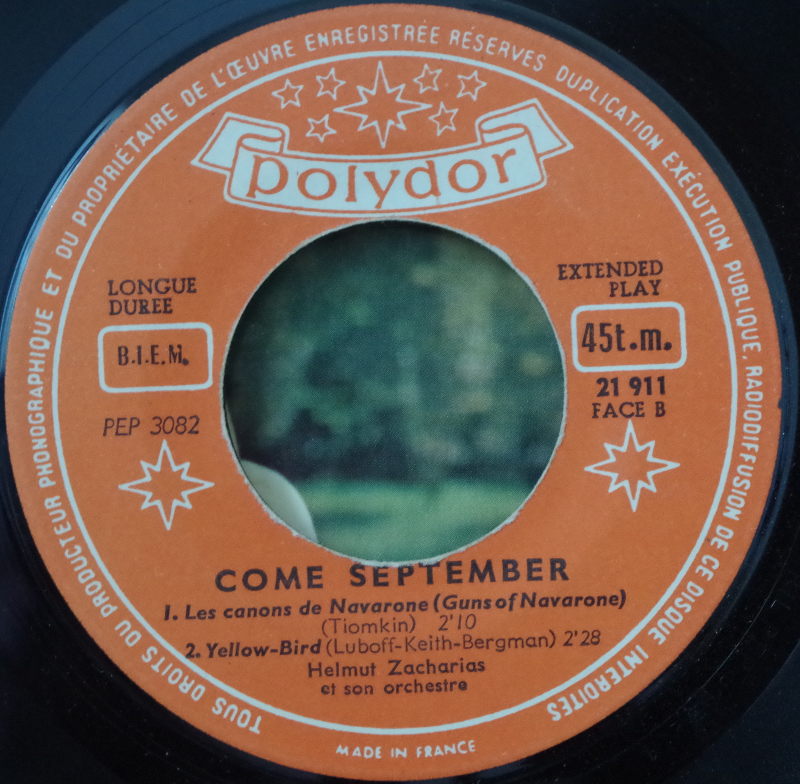 TOUS DROITS DU PRODUCTEUR PHONOGRAPHIQUE ET DU PROPRIÉTAIRE DE L'ŒUVRE ENREGISTRÉE RÉSERVES DUPLICATION EXÉCUTION PUBLIQUE, RADIODIFFUSION DE CE DISQUE INTERDITES
polydor
LONGUE
DUREE
B.I.E.M.
PEP 3082
EXTENDED
PLAY
45t.m.
21 911
FACE B
COME SEPTEMBER
1. Les canons de Navarone (Guns of Navarone)
(Tiomkin) 2'10
2. Yellow-Bird (Luboff-Keith-Bergman) 2'28
Helmut Zacharias
et son orchestre
MADE IN FRANCE